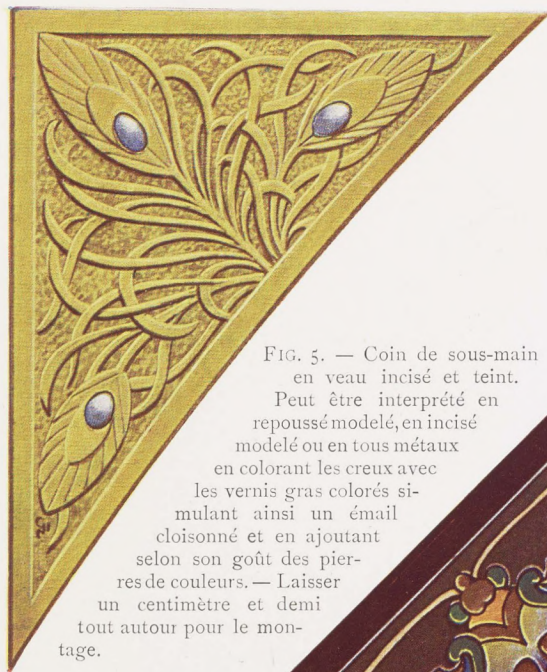 FIG. 5. — Coin de sous-main
en veau incisé et teint.
Peut être interprété en
repoussé modelé, en incisé
modelé ou en tous métaux
en colorant les creux avec
les vernis gras colorés si-
mulant ainsi un émail
cloisonné et en ajoutant
selon son goût des pier-
res de couleurs. — Laisser
un centimètre et demi
tout autour pour le mon-
tage.